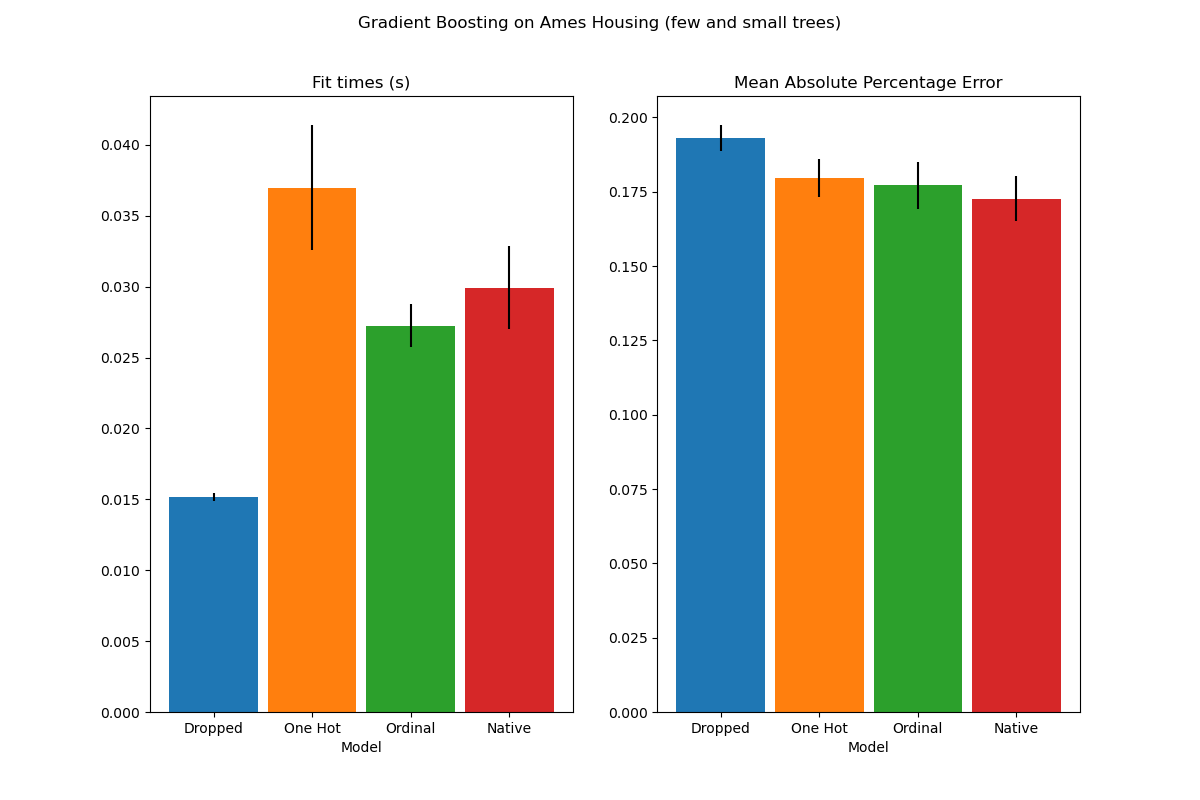 Gradient Boosting on Ames Housing (few and small trees)
Fit times (s)
0.040
0.035
0.030
0.025
0.020
0.015
0.010
0.005
0.000
Dropped One Hot Ordinal Native
Model
Mean Absolute Percentage Error
0.200
0.175
0.150
0.125
0.100
0.075
0.050
0.025
0.000
Dropped One Hot Ordinal Native
Model